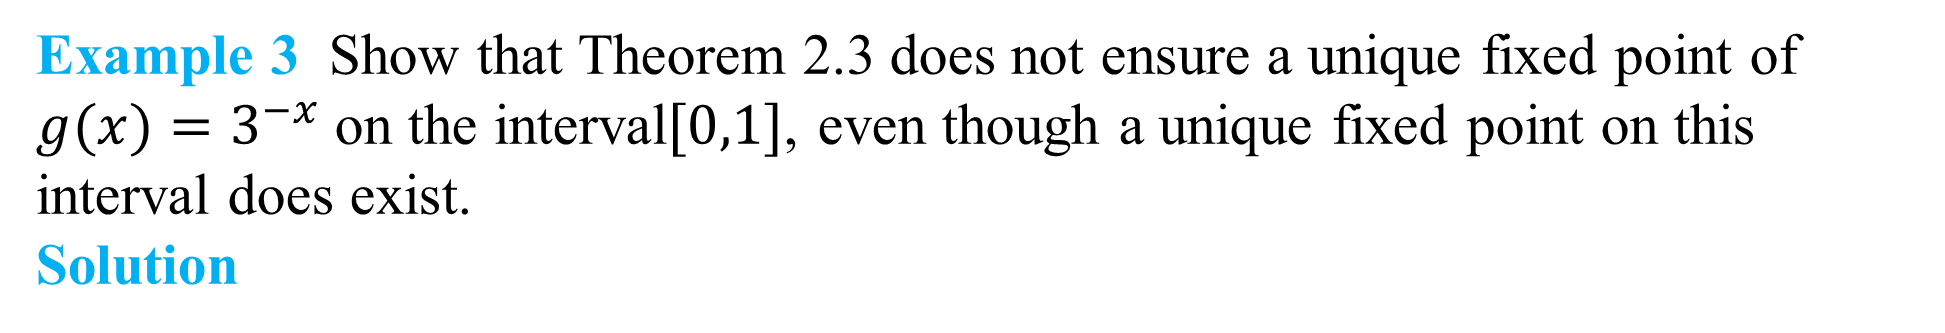 Example 3 Show that Theorem 2.3 does not ensure a unique fixed point of
g(x) = 3⁻ˣ on the interval[0,1], even though a unique fixed point on this
interval does exist.
Solution